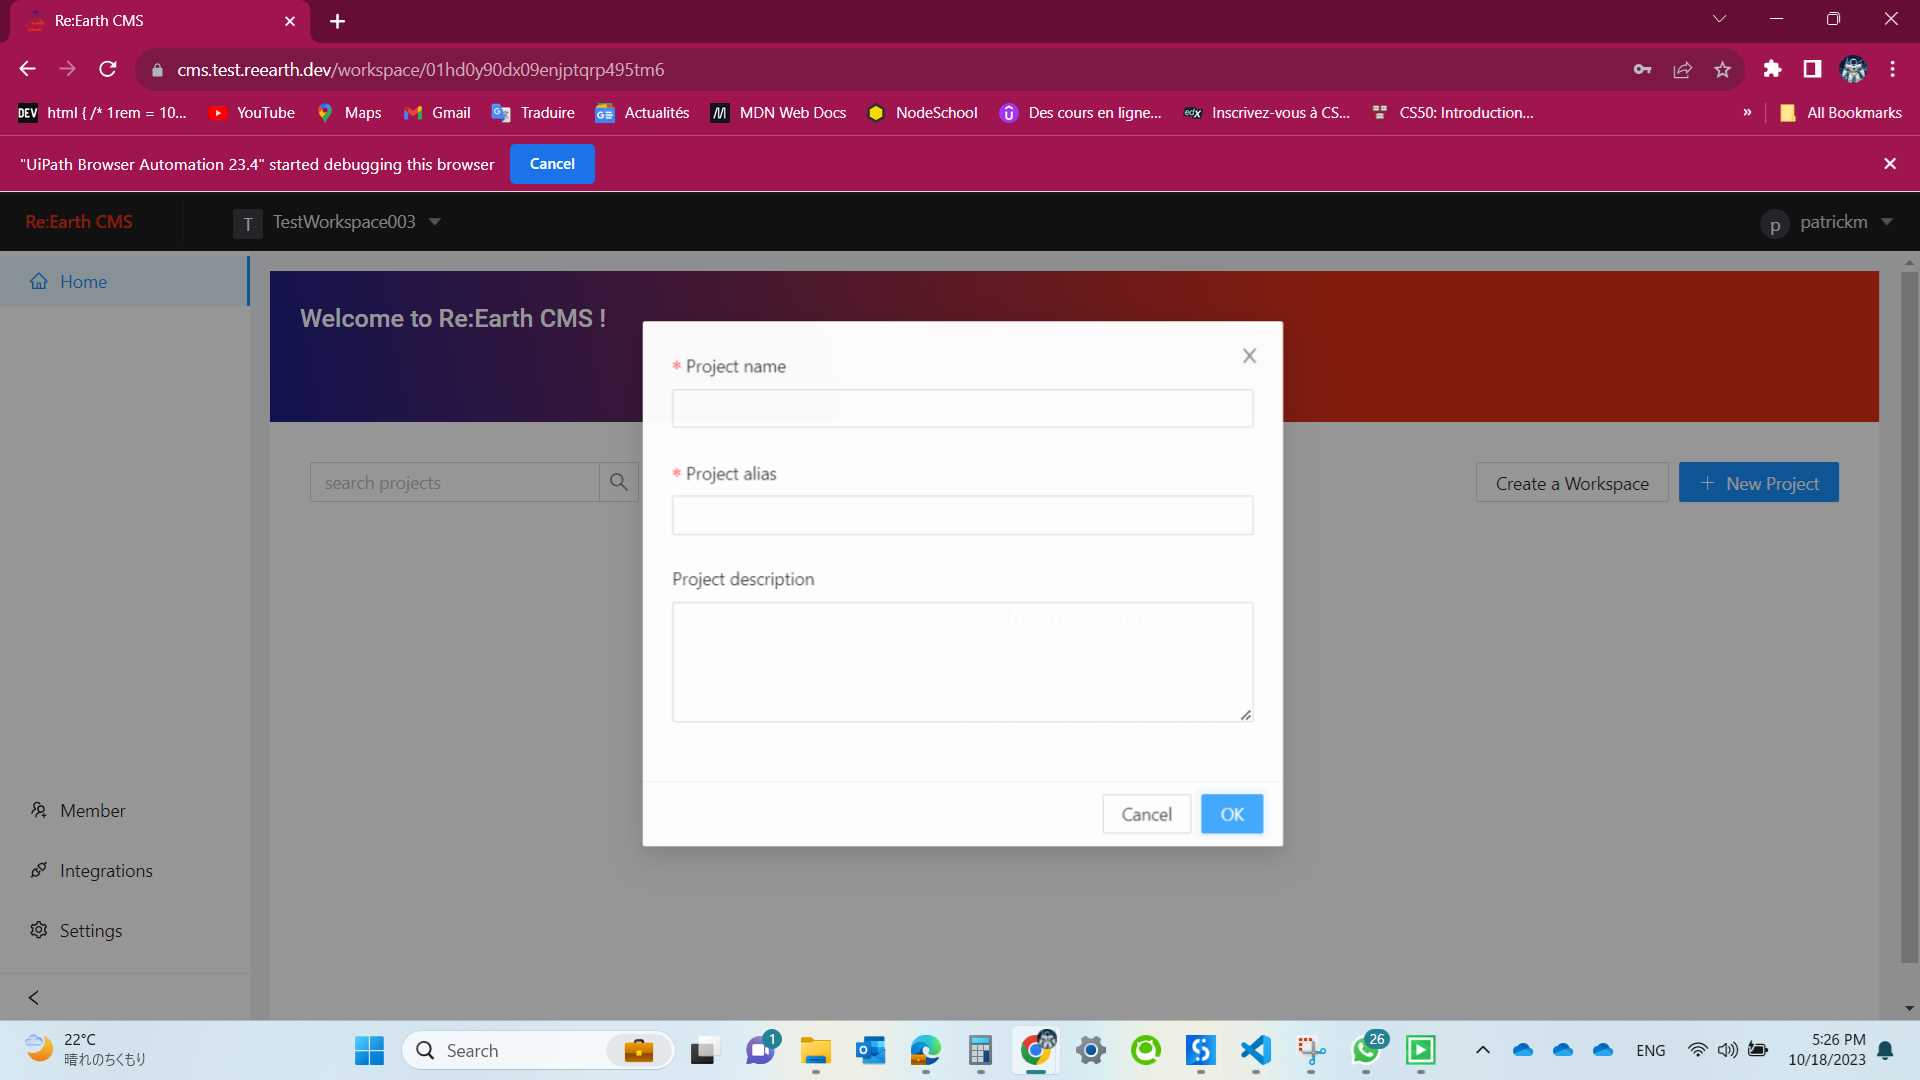 Re:Earth CMS
cms.test.reearth.dev/workspace/01hd0y90dx09enjptqrp495tm6
DEV html { /* 1rem = 10... YouTube Maps Gmail Traduire Actualités MDN Web Docs NodeSchool Des cours en ligne... edX Inscrivez-vous à CS... CS50: Introduction... » All Bookmarks
"UiPath Browser Automation 23.4" started debugging this browser Cancel
Re:Earth CMS T TestWorkspace003 p patrickm
Home
Welcome to Re:Earth CMS !
* Project name
search projects
* Project alias
Create a Workspace + New Project
Project description
Member
Cancel OK
Integrations
Settings
22°C
晴れのちくもり
Search
1
26
ENG
5:26 PM
10/18/2023